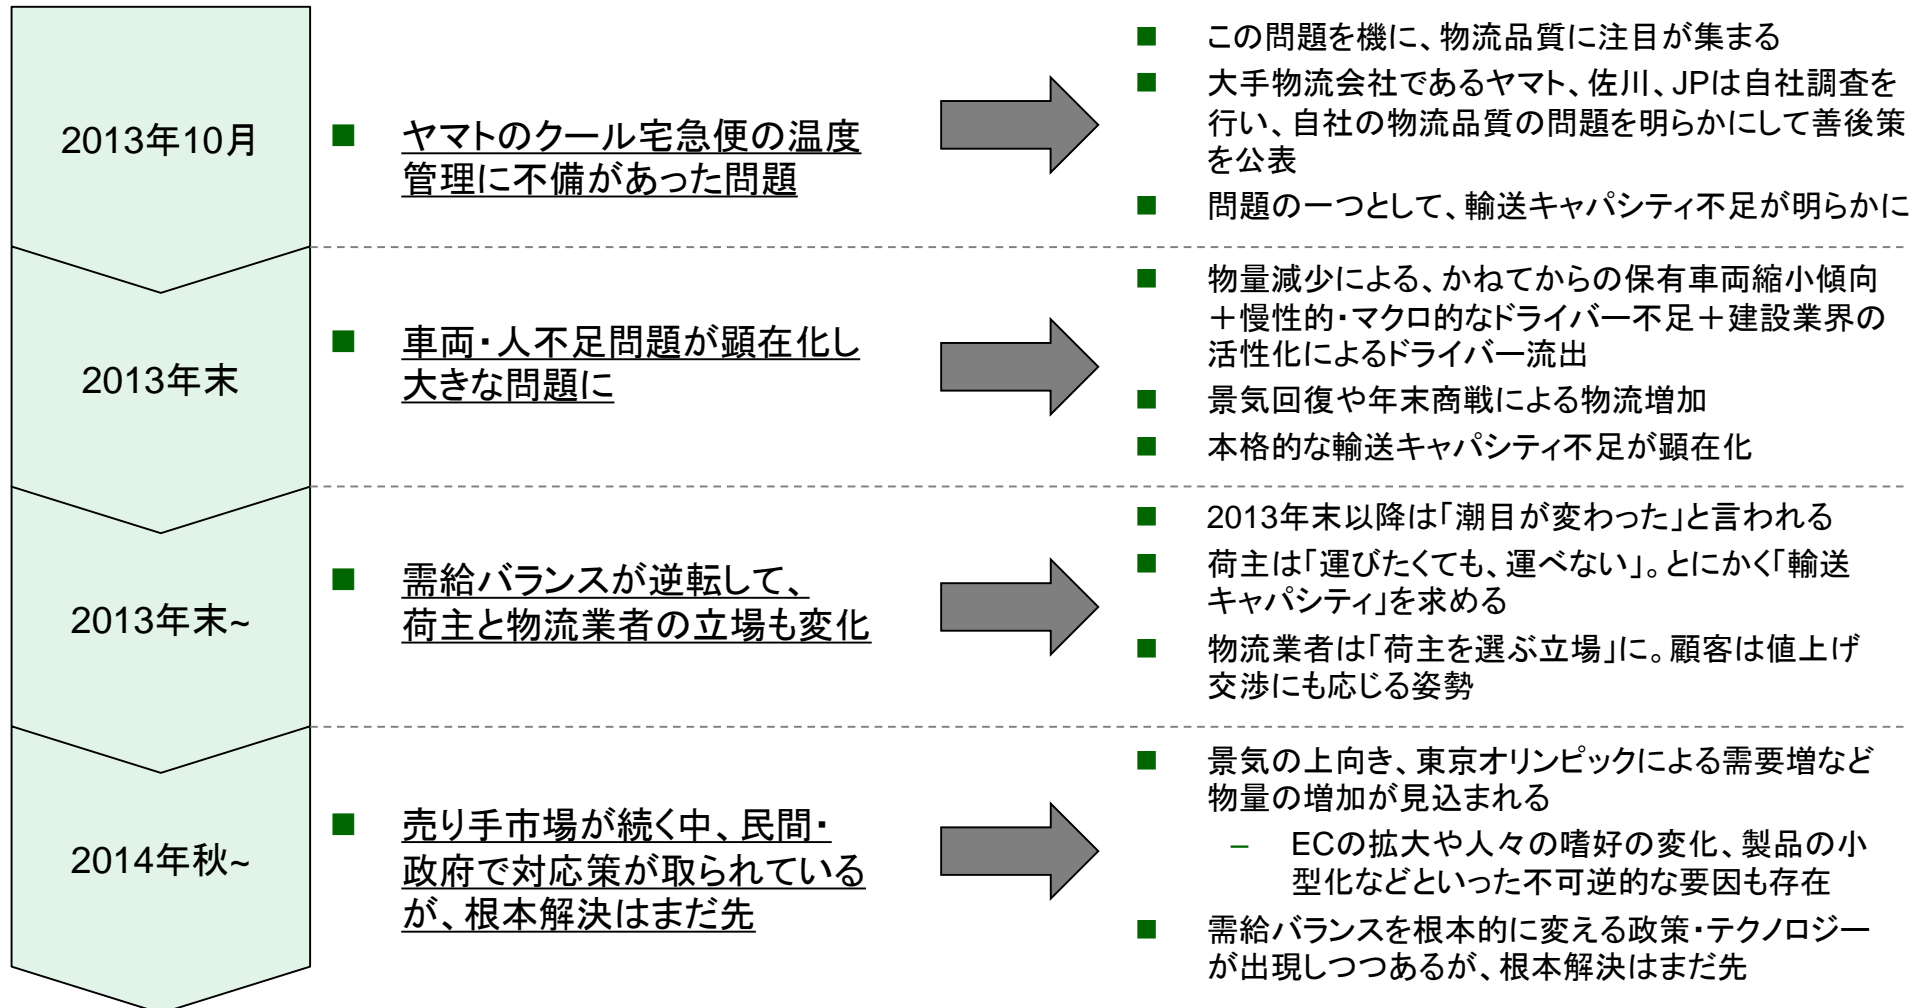 2013年10月
■ ヤマトのクール宅急便の温度
管理に不備があった問題
■ この問題を機に、物流品質に注目が集まる
■ 大手物流会社であるヤマト、佐川、JPは自社調査を
行い、自社の物流品質の問題を明らかにして善後策
を公表
■ 問題の一つとして、輸送キャパシティ不足が明らかに
2013年末
■ 車両・人不足問題が顕在化し
大きな問題に
■ 物量減少による、かねてからの保有車両縮小傾向
＋慢性的・マクロ的なドライバー不足＋建設業界の
活性化によるドライバー流出
■ 景気回復や年末商戦による物流増加
■ 本格的な輸送キャパシティ不足が顕在化
2013年末~
■ 需給バランスが逆転して、
荷主と物流業者の立場も変化
■ 2013年末以降は「潮目が変わった」と言われる
■ 荷主は「運びたくても、運べない」。とにかく「輸送
キャパシティ」を求める
■ 物流業者は「荷主を選ぶ立場」に。顧客は値上げ
交渉にも応じる姿勢
2014年秋~
■ 売り手市場が続く中、民間・
政府で対応策が取られている
が、根本解決はまだ先
■ 景気の上向き、東京オリンピックによる需要増など
物量の増加が見込まれる
– ECの拡大や人々の嗜好の変化、製品の小
型化などといった不可逆的な要因も存在
■ 需給バランスを根本的に変える政策・テクノロジー
が出現しつつあるが、根本解決はまだ先